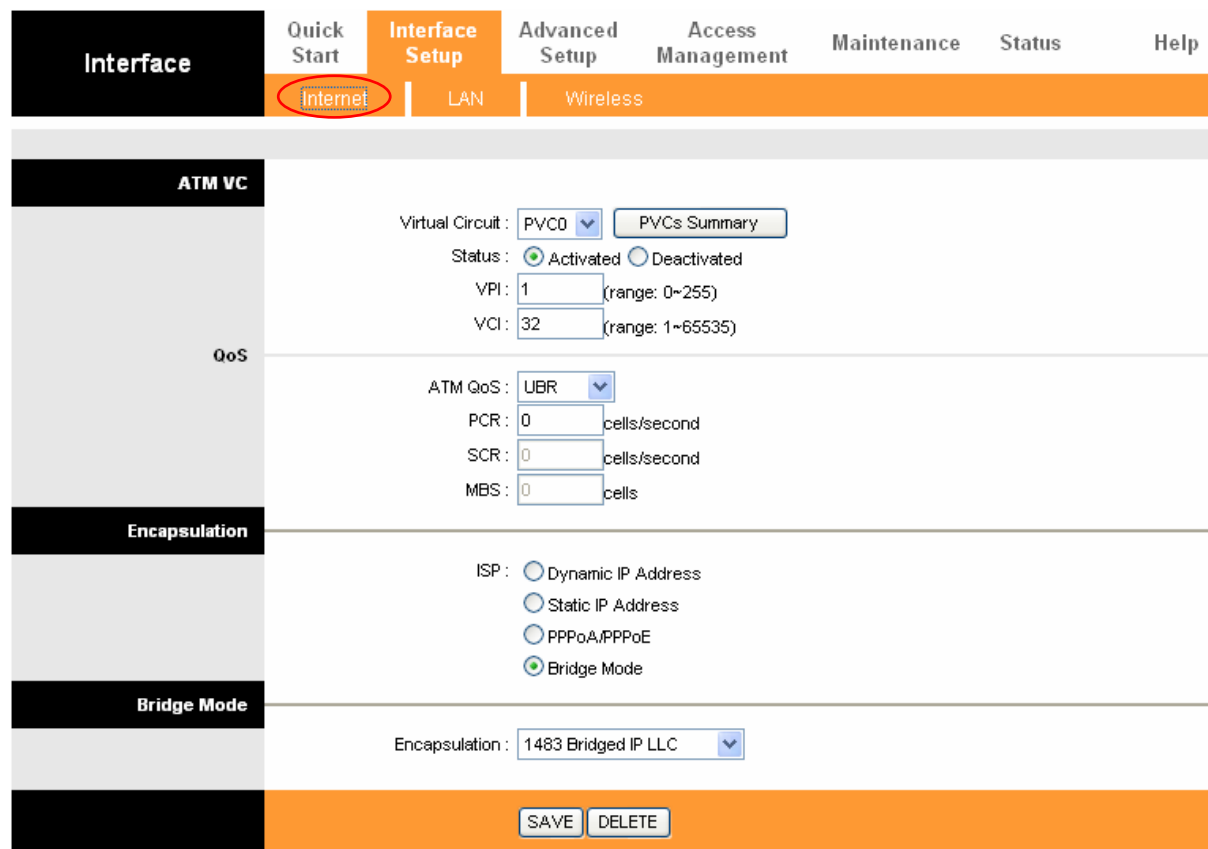 Interface
Quick Start
Interface Setup
Advanced Setup
Access Management
Maintenance
Status
Help
Internet
LAN
Wireless
ATM VC
Virtual Circuit : PVC0 PVCs Summary
Status : Activated Deactivated
VPI : 1 (range: 0~255)
VCI : 32 (range: 1~65535)
QoS
ATM QoS : UBR
PCR : 0 cells/second
SCR : 0 cells/second
MBS : 0 cells
Encapsulation
ISP : Dynamic IP Address
Static IP Address
PPPoA/PPPoE
Bridge Mode
Bridge Mode
Encapsulation : 1483 Bridged IP LLC
SAVE DELETE